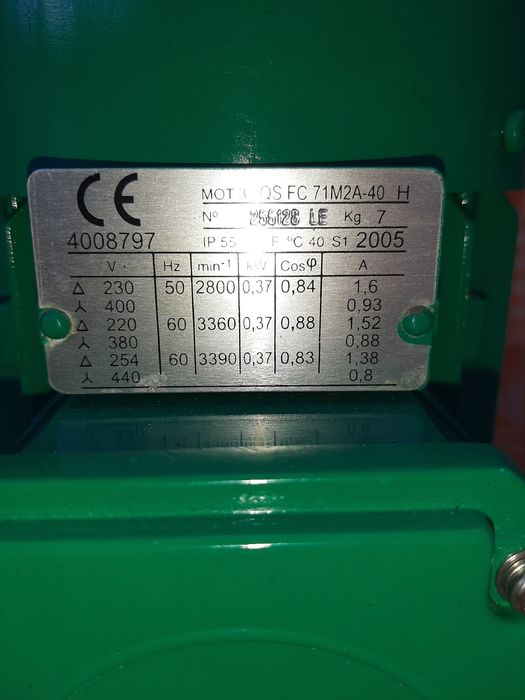 CE MOT 3 QS FC 71M2A-40 H
Nº 255128 LE Kg 7
4008797 IP 55 F ºC 40 S1 2005
V. Hz min-¹ kW Cosφ A
Δ 230 50 2800 0,37 0,84 1,6
⅄ 400 0,93
Δ 220 60 3360 0,37 0,88 1,52
⅄ 380 0,88
Δ 254 60 3390 0,37 0,83 1,38
⅄ 440 0,8